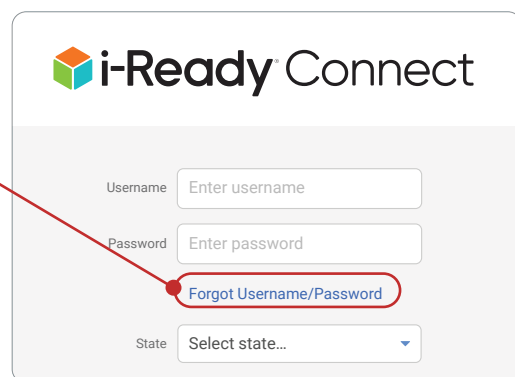 i-Ready Connect
Username Enter username
Password Enter password
Forgot Username/Password
State Select state...